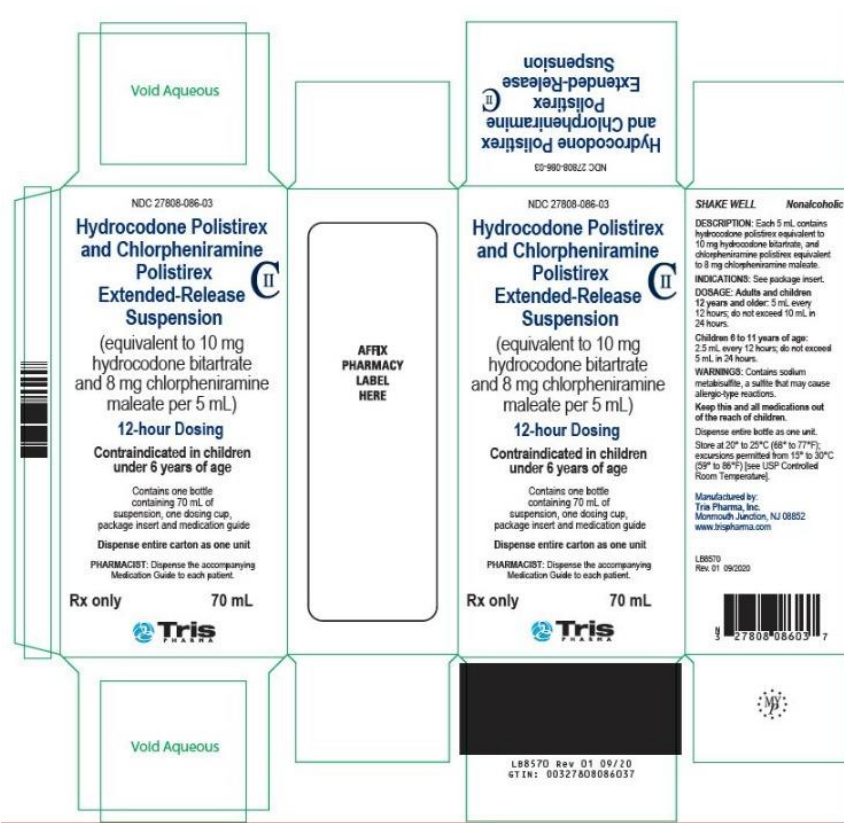 Void Aqueous
NDC 27808-086-03
Hydrocodone Polistirex
and Chlorpheniramine
Polistirex
Extended-Release
Suspension
CII
(equivalent to 10 mg
hydrocodone bitartrate
and 8 mg chlorpheniramine
maleate per 5 mL)
12-hour Dosing
Contraindicated in children
under 6 years of age
Contains one bottle
containing 70 mL of
suspension, one dosing cup,
package insert and medication guide
Dispense entire carton as one unit
PHARMACIST: Dispense the accompanying
Medication Guide to each patient.
Rx only 70 mL
Tris
PHARMA
Void Aqueous
AFFIX
PHARMACY
LABEL
HERE
NDC 27808-086-03
Hydrocodone Polistirex
and Chlorpheniramine
Polistirex
Extended-Release
Suspension
CII
NDC 27808-086-03
Hydrocodone Polistirex
and Chlorpheniramine
Polistirex
Extended-Release
Suspension
CII
(equivalent to 10 mg
hydrocodone bitartrate
and 8 mg chlorpheniramine
maleate per 5 mL)
12-hour Dosing
Contraindicated in children
under 6 years of age
Contains one bottle
containing 70 mL of
suspension, one dosing cup,
package insert and medication guide
Dispense entire carton as one unit
PHARMACIST: Dispense the accompanying
Medication Guide to each patient.
Rx only 70 mL
Tris
PHARMA
LB8570 Rev 01 09/20
GTIN: 00327808086037
SHAKE WELL Nonalcoholic
DESCRIPTION: Each 5 mL contains
hydrocodone polistirex equivalent to
10 mg hydrocodone bitartrate, and
chlorpheniramine polistirex equivalent
to 8 mg chlorpheniramine maleate.
INDICATIONS: See package insert.
DOSAGE: Adults and children
12 years and older: 5 mL every
12 hours; do not exceed 10 mL in
24 hours.
Children 6 to 11 years of age:
2.5 mL every 12 hours; do not exceed
5 mL in 24 hours.
WARNINGS: Contains sodium
metabisulfite, a sulfite that may cause
allergic-type reactions.
Keep this and all medications out
of the reach of children.
Dispense entire bottle as one unit.
Store at 20° to 25°C (68° to 77°F);
excursions permitted from 15° to 30°C
(59° to 86°F) [see USP Controlled
Room Temperature].
Manufactured by:
Tris Pharma, Inc.
Monmouth Junction, NJ 08852
www.trispharma.com
LB8570
Rev. 01 09/2020
N
3 27808 08603 7
MY
P